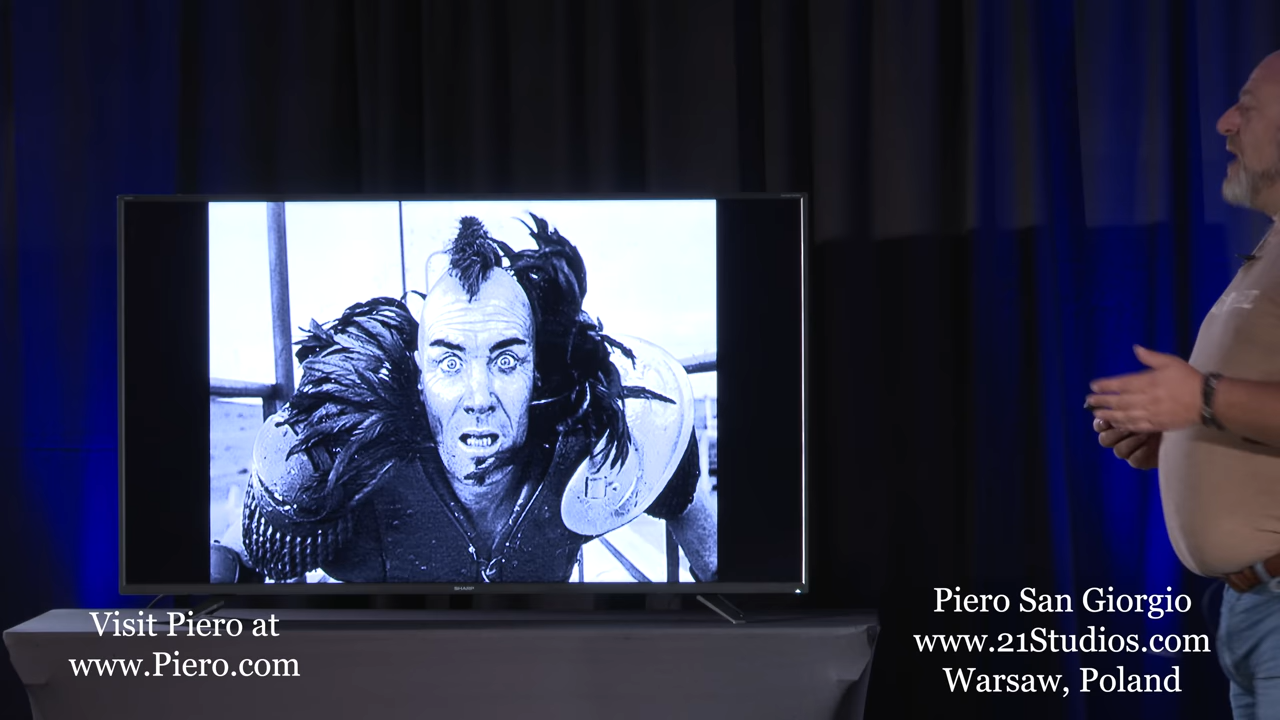 SHARP
Visit Piero at
www.Piero.com
Piero San Giorgio
www.21Studios.com
Warsaw, Poland